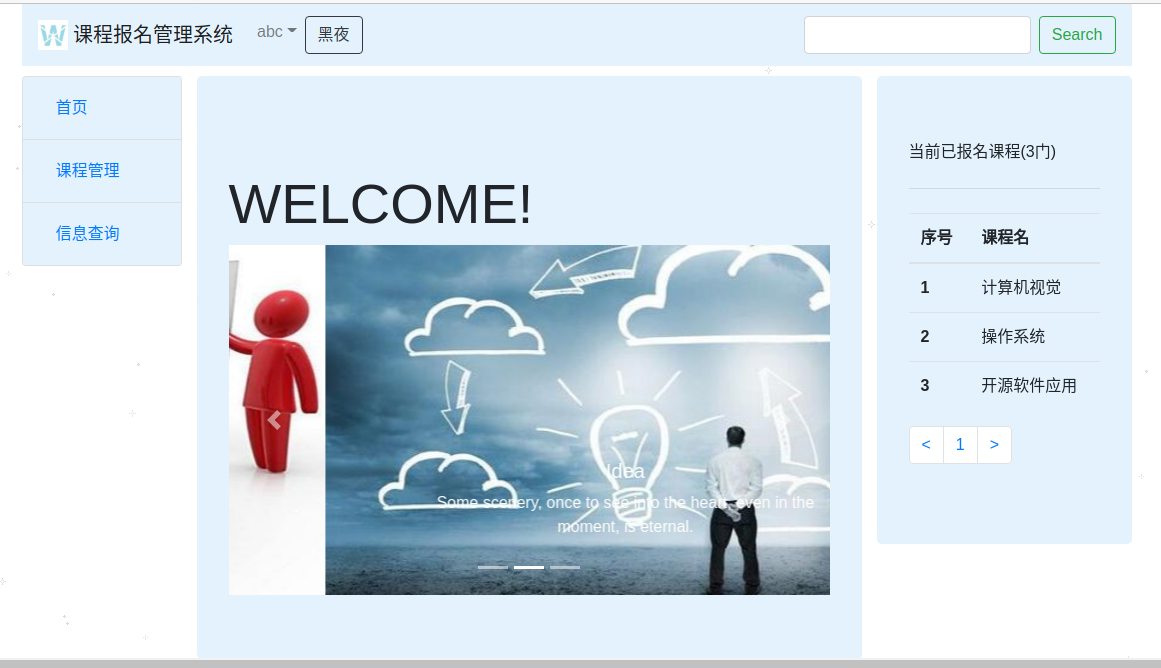 课程报名管理系统 abc 黑夜 Search
首页
课程管理
信息查询
WELCOME!
Idea
Some scenery, once to see into the heart, even in the
moment, is eternal.
当前已报名课程(3门)
序号 课程名
1 计算机视觉
2 操作系统
3 开源软件应用
< 1 >